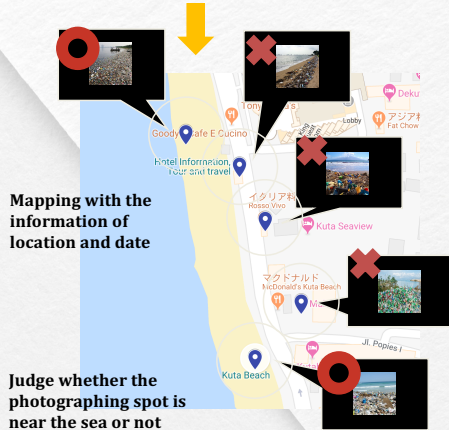 Tony
Dekut
Lobby
アジア料
Fat Chow
Goody
afe E Cucino
Hotel Information,
Tour and travel
Mapping with the
information of
location and date
イタリア料
Rosso Vivo
Kuta Seaview
マクドナルド
McDonald's Kuta Beach
Jl. Popies I
Kuta Beach
Judge whether the
photographing spot is
near the sea or not